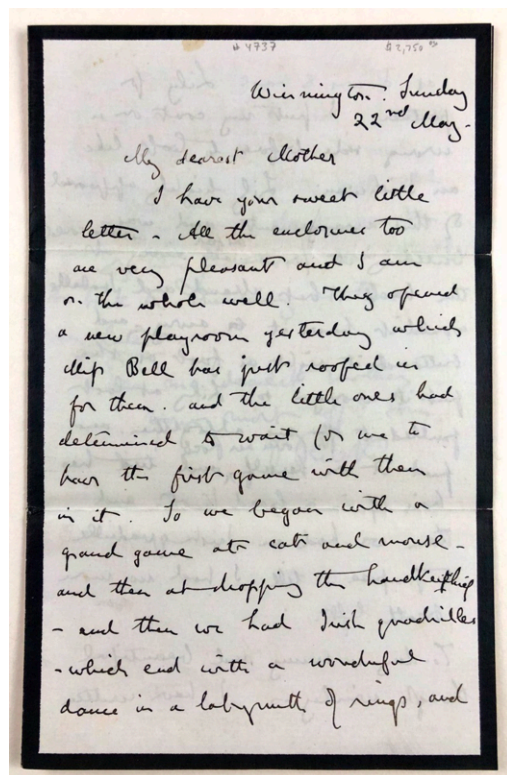 # 4737 $2,750
Winnington. Sunday
22nd May.
My dearest Mother
I have your sweet little
letter - All the enclosures too
are very pleasant and I am
on the whole well. They opened
a new playroom yesterday which
Miss Bell has just roofed in
for them. and the little ones had
determined to wait for me to
have the first game with them
in it. So we began with a
grand game at cat and mouse -
and then at dropping the handkerchief
- and then we had Irish quadrilles
- which end with a wonderful
dance in a labyrinth of rings, and